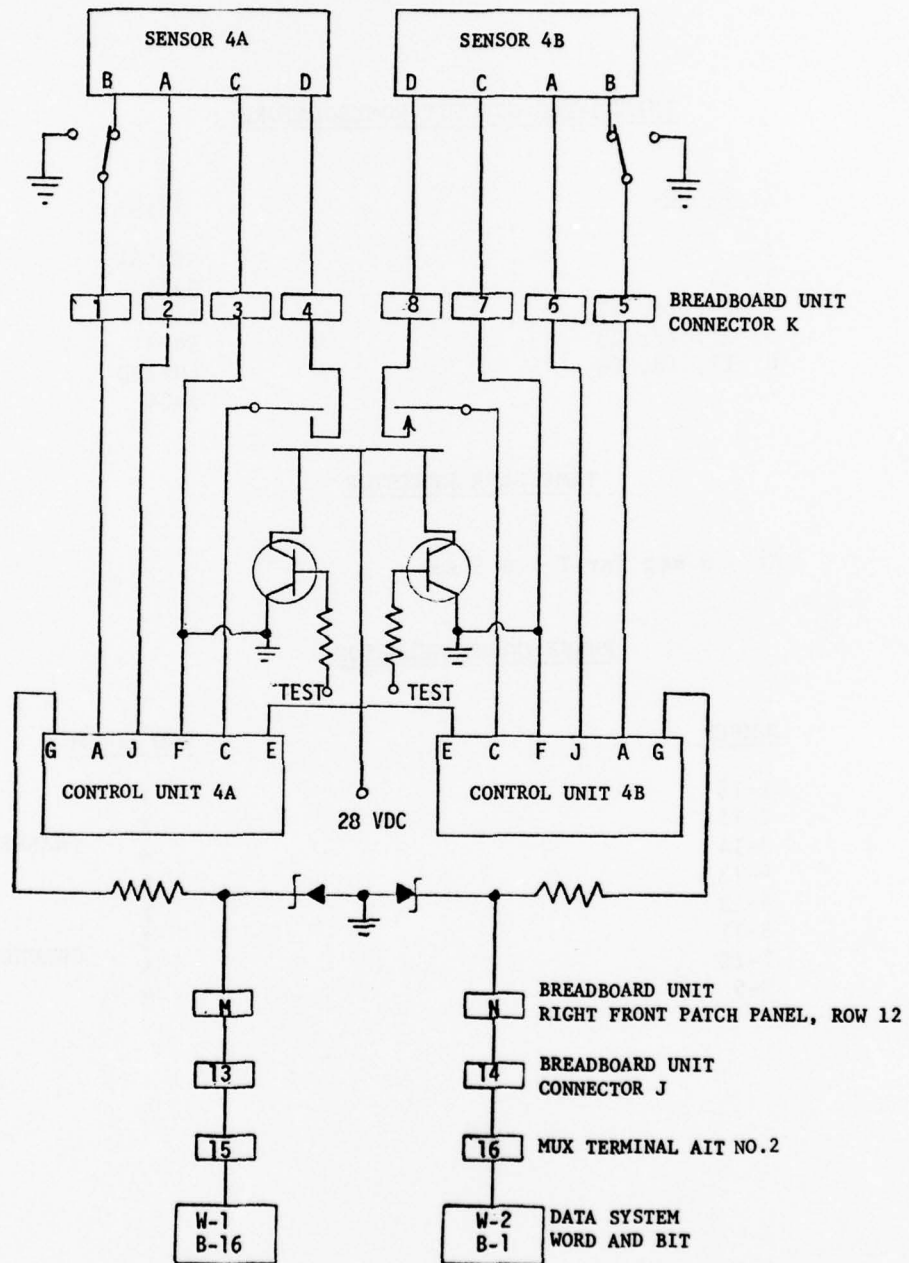 SENSOR 4A
SENSOR 4B
B A C D
D C A B
1 2 3 4
8 7 6 5
BREADBOARD UNIT
CONNECTOR K
TEST
TEST
G A J F C E
E C F J A G
CONTROL UNIT 4A
CONTROL UNIT 4B
28 VDC
M
N
BREADBOARD UNIT
RIGHT FRONT PATCH PANEL, ROW 12
13
14
BREADBOARD UNIT
CONNECTOR J
15
16
MUX TERMINAL AIT NO.2
W-1
B-16
W-2
B-1
DATA SYSTEM
WORD AND BIT